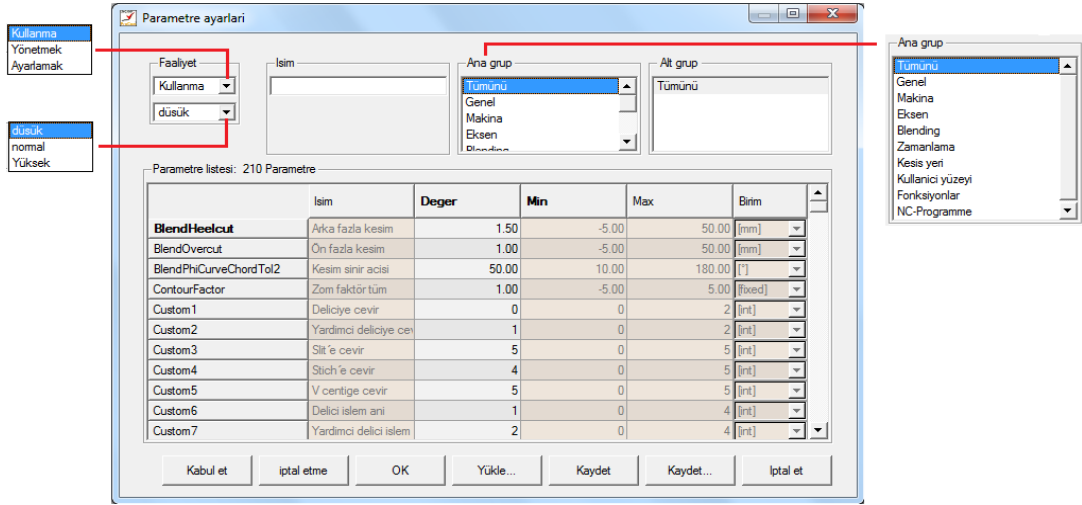 Parametre ayarlari
Kullanma
Yönetmek
Ayarlamak
düsük
normal
Yüksek
Faaliyet
Kullanma
düsük
Isim
Ana grup
Tümünü
Genel
Makina
Eksen
Blending
Alt grup
Tümünü
Ana grup
Tümünü
Genel
Makina
Eksen
Blending
Zamanlama
Kesis yeri
Kullanici yüzeyi
Fonksiyonlar
NC-Programme
Parametre listesi: 210 Parametre
Isim Deger Min Max Birim
BlendHeelcut Arka fazla kesim 1.50 -5.00 50.00 [mm]
BlendOvercut Ön fazla kesim 1.00 -5.00 50.00 [mm]
BlendPhiCurveChordTol2 Kesim sinir acisi 50.00 10.00 180.00 [°]
ContourFactor Zom faktör tüm 1.00 -5.00 5.00 [fixed]
Custom1 Deliciye cevir 0 0 2 [int]
Custom2 Yardimci deliciye cev 1 0 2 [int]
Custom3 Slit´e cevir 5 0 5 [int]
Custom4 Stich´e cevir 4 0 5 [int]
Custom5 V centige cevir 5 0 5 [int]
Custom6 Delici islem ani 1 0 4 [int]
Custom7 Yardimci delici islem 2 0 4 [int]
Kabul et iptal etme OK Yükle... Kaydet Kaydet... Iptal et